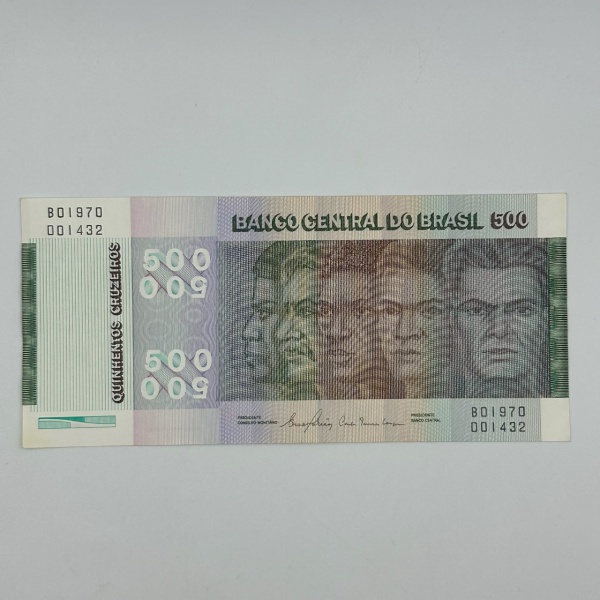 B01970
001432
BANCO CENTRAL DO BRASIL 500
QUINHENTOS CRUZEIROS
500
500
500
500
PRESIDENTE
CONSELHO MONETÁRIO
PRESIDENTE
BANCO CENTRAL
B01970
001432